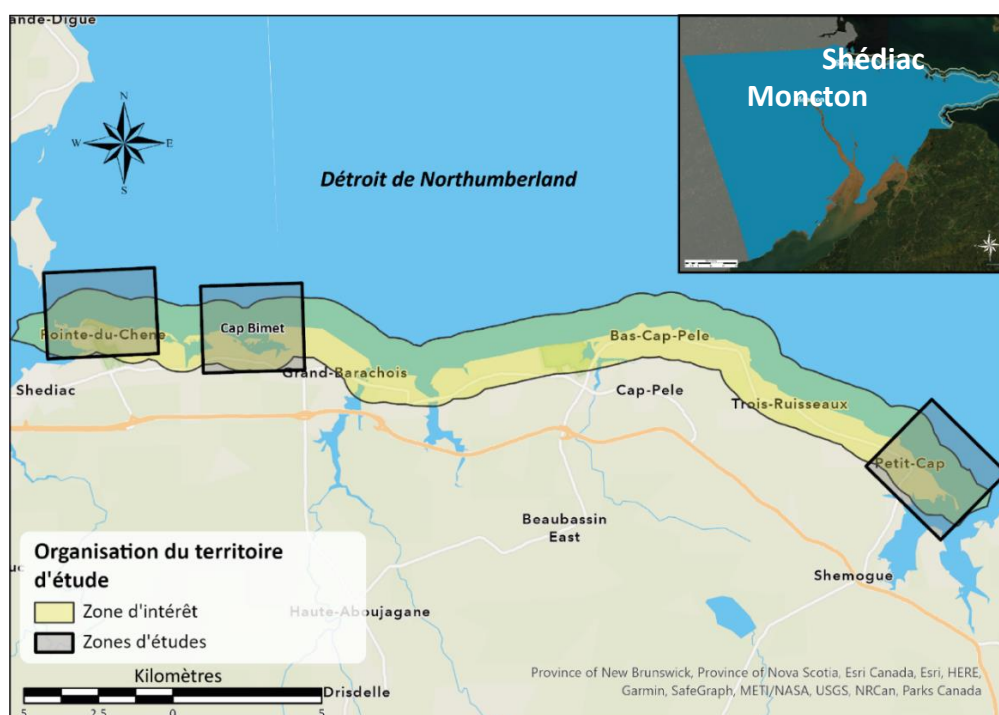 ande-Digue
Shédiac
Moncton
N
W
E
S
Détroit de Northumberland
Pointe-du-Chene
Cap Bimet
Bas-Cap-Pele
Grand-Barachois
Shediac
Cap-Pele
Trois-Ruisseaux
Petit-Cap
Beaubassin
East
Shemogue
Organisation du territoire
d'étude
Zone d'intérêt
Zones d'études
Haute-Aboujagane
Kilomètres
5 2.5 0 5
Drisdelle
Province of New Brunswick, Province of Nova Scotia, Esri Canada, Esri, HERE,
Garmin, SafeGraph, METI/NASA, USGS, NRCan, Parks Canada